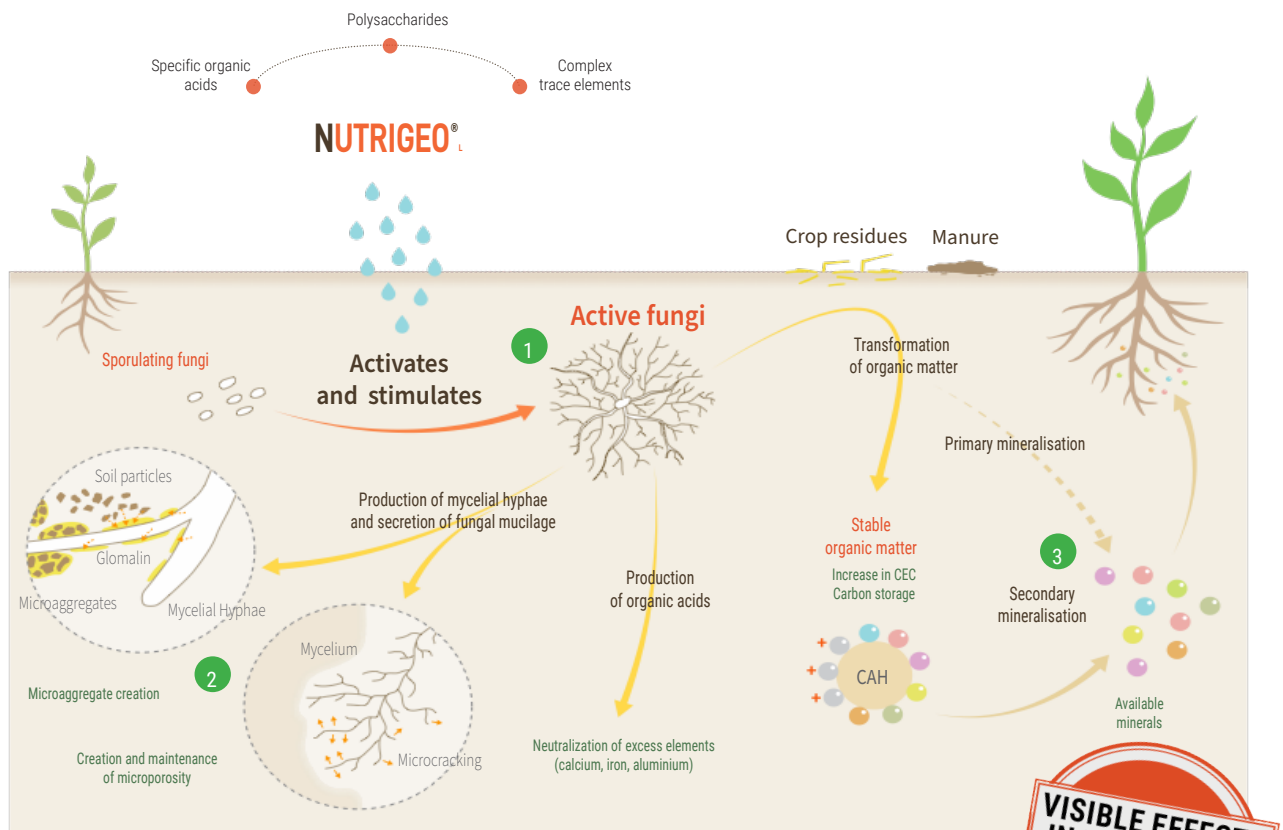 Polysaccharides
Specific organic
acids
Complex
trace elements
NUTRIGEO®
L
Crop residues
Manure
Active fungi
1
Sporulating fungi
Activates
and stimulates
Transformation
of organic matter
Primary mineralisation
Soil particles
Glomalin
Microaggregates
Mycelial Hyphae
Production of mycelial hyphae
and secretion of fungal mucilage
Stable
organic matter
Increase in CEC
Carbon storage
3
Secondary
mineralisation
Production
of organic acids
Mycelium
2
CAH
Microaggregate creation
Available
minerals
Creation and maintenance
of microporosity
Microcracking
Neutralization of excess elements
(calcium, iron, aluminium)
VISIBLE